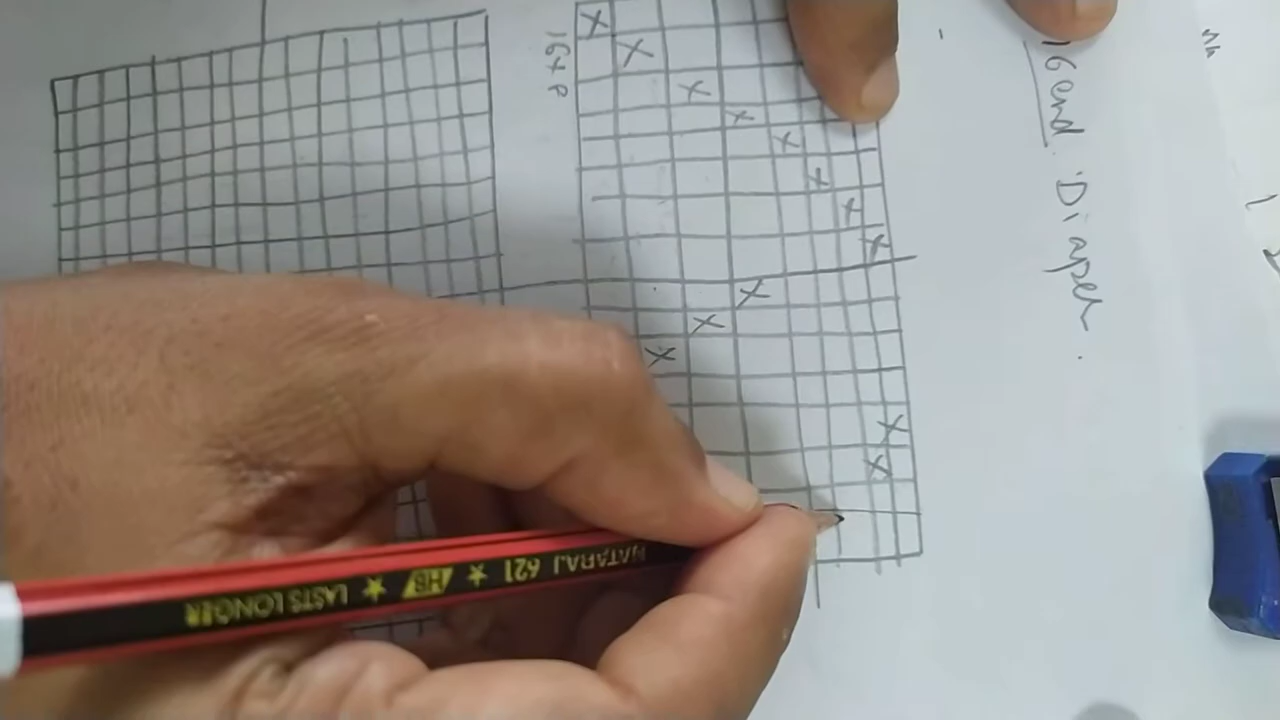 16 end Diaper.
16 x 8
NATARAJ 621 ★ HB ★ LASTS LONGER